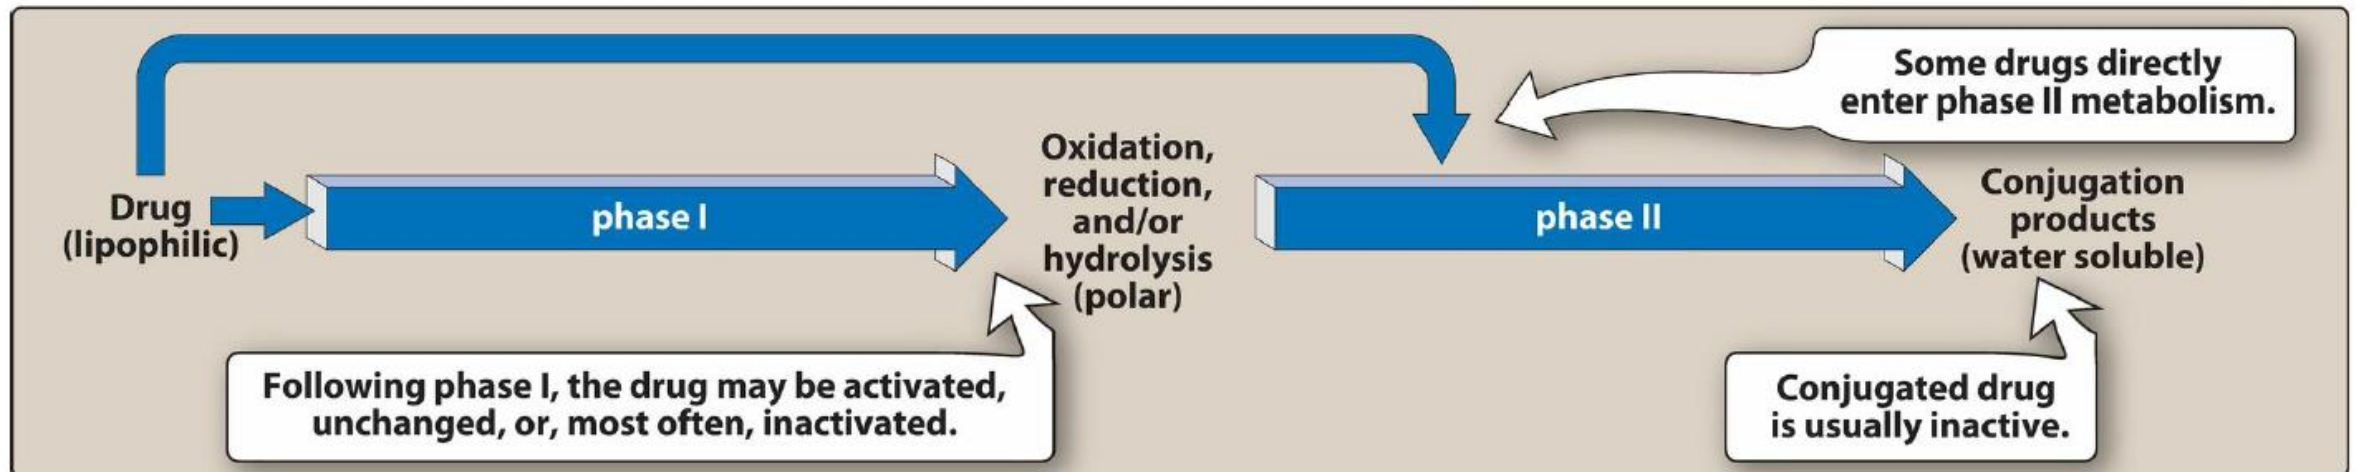 Some drugs directly
enter phase II metabolism.
Drug
(lipophilic)
phase I
Oxidation,
reduction,
and/or
hydrolysis
(polar)
phase II
Conjugation
products
(water soluble)
Following phase I, the drug may be activated,
unchanged, or, most often, inactivated.
Conjugated drug
is usually inactive.